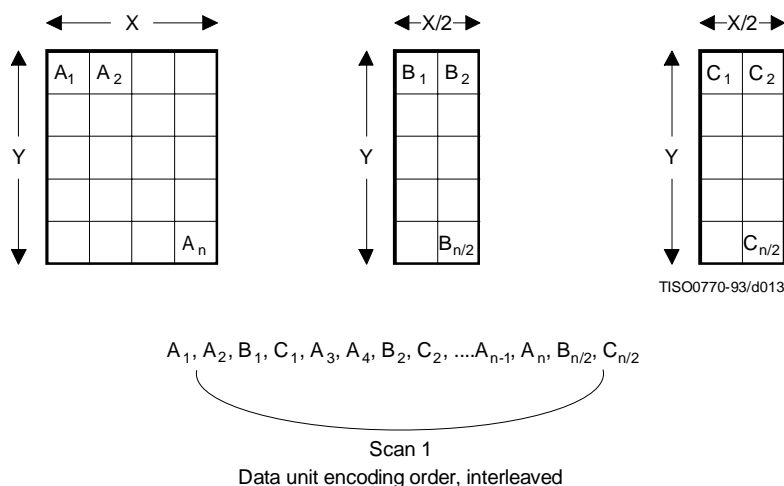 X X/2 X/2
A1 A2 B1 B2 C1 C2
Y Y Y
An Bn/2 Cn/2
TISO0770-93/d013
A1, A2, B1, C1, A3, A4, B2, C2, ....An-1, An, Bn/2, Cn/2
Scan 1
Data unit encoding order, interleaved